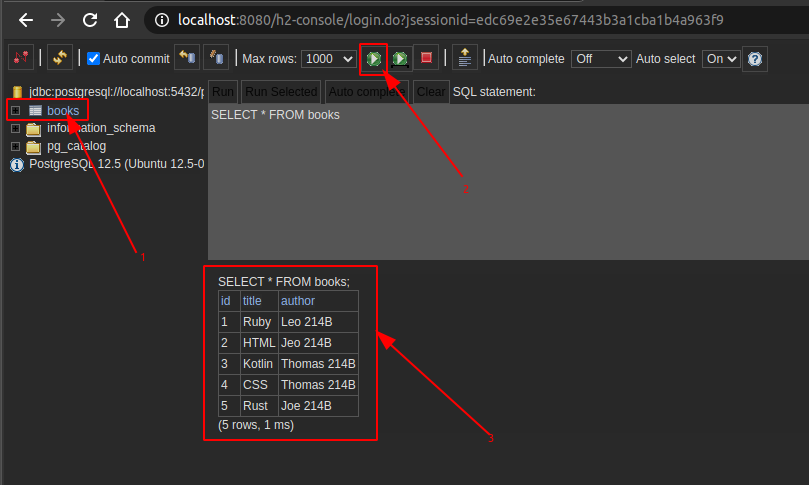 localhost:8080/h2-console/login.do?jsessionid=edc69e2e35e67443b3a1cba1b4a963f9
Auto commit Max rows: 1000 Auto complete Off Auto select On
jdbc:postgresql://localhost:5432/p
books
information_schema
pg_catalog
PostgreSQL 12.5 (Ubuntu 12.5-0
Run Run Selected Auto complete Clear SQL statement:
SELECT * FROM books
1
2
SELECT * FROM books;
id title author
1 Ruby Leo 214B
2 HTML Jeo 214B
3 Kotlin Thomas 214B
4 CSS Thomas 214B
5 Rust Joe 214B
(5 rows, 1 ms)
3